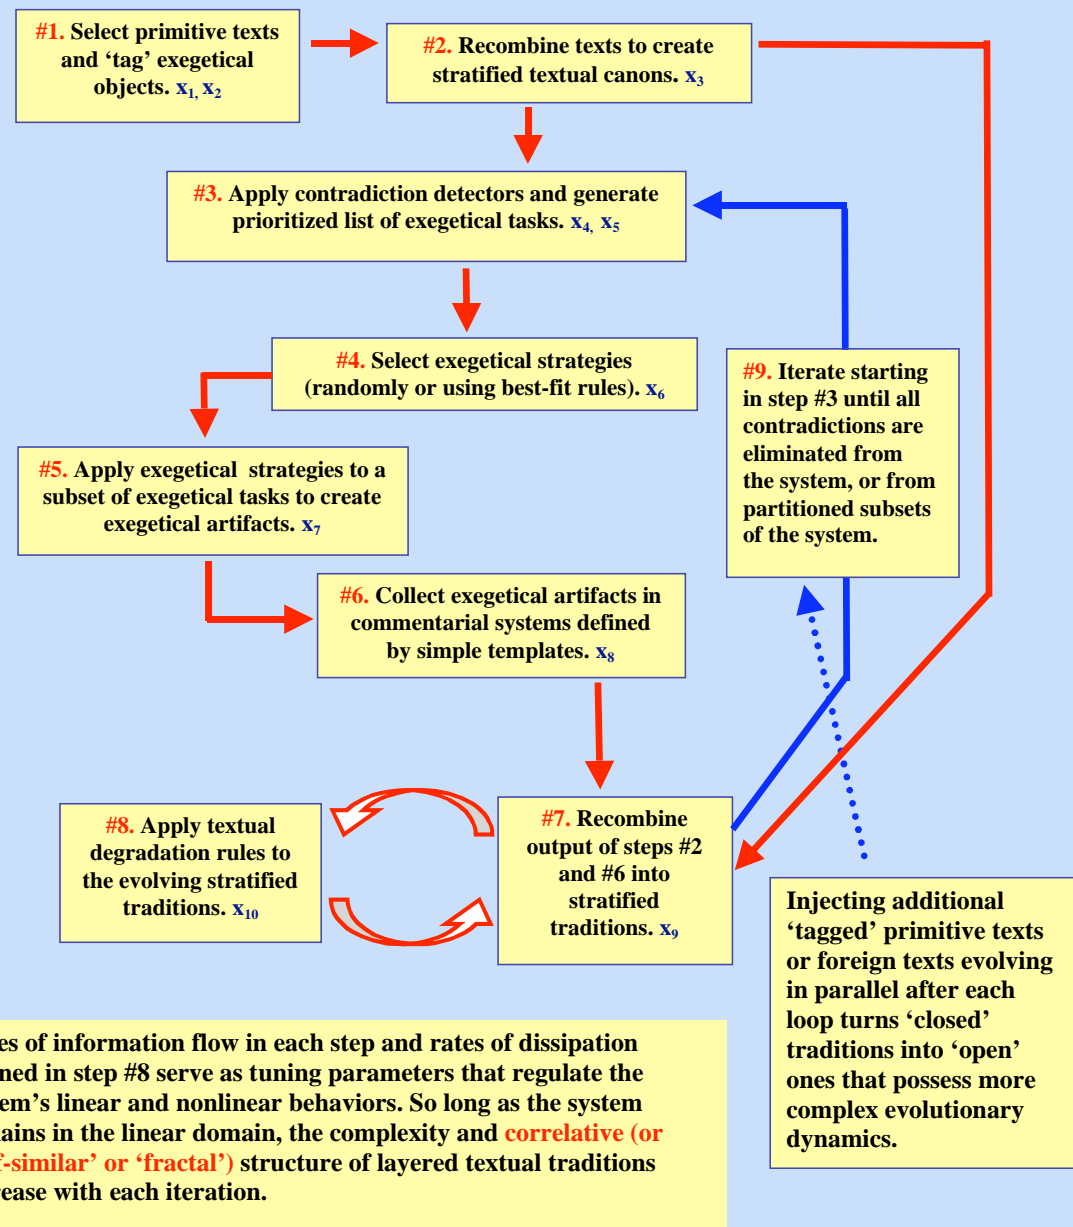 #1. Select primitive texts
and ‘tag’ exegetical
objects. x1, x2
#2. Recombine texts to create
stratified textual canons. x3
#3. Apply contradiction detectors and generate
prioritized list of exegetical tasks. x4, x5
#4. Select exegetical strategies
(randomly or using best-fit rules). x6
#5. Apply exegetical strategies to a
subset of exegetical tasks to create
exegetical artifacts. x7
#6. Collect exegetical artifacts in
commentarial systems defined
by simple templates. x8
#9. Iterate starting
in step #3 until all
contradictions are
eliminated from
the system, or from
partitioned subsets
of the system.
#8. Apply textual
degradation rules to
the evolving stratified
traditions. x10
#7. Recombine
output of steps #2
and #6 into
stratified
traditions. x9
Injecting additional
‘tagged’ primitive texts
or foreign texts evolving
in parallel after each
loop turns ‘closed’
traditions into ‘open’
ones that possess more
complex evolutionary
dynamics.
of information flow in each step and rates of dissipation
in step #8 serve as tuning parameters that regulate the
linear and nonlinear behaviors. So long as the system
in the linear domain, the complexity and correlative (or
or ‘fractal’) structure of layered textual traditions
with each iteration.